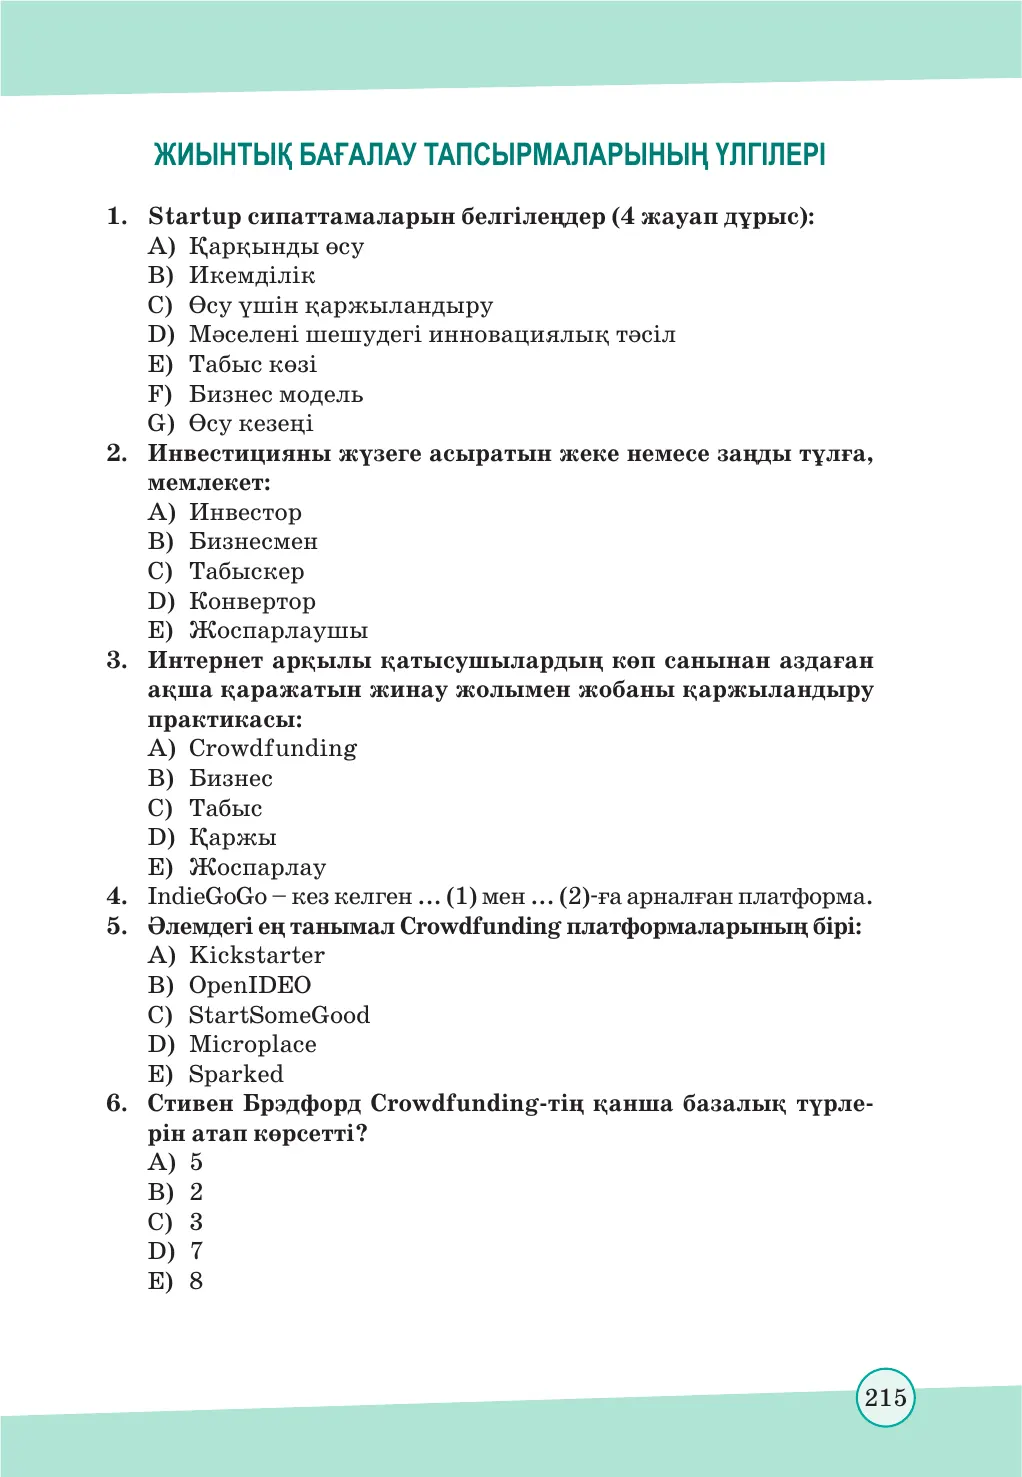 ЖИЫНТЫҚ БАҒАЛАУ ТАПСЫРМАЛАРЫНЫҢ ҮЛГІЛЕРІ
1. Startup сипаттамаларын белгілеңдер (4 жауап дұрыс):
A) Қарқынды өсу
B) Икемділік
C) Өсу үшін қаржыландыру
D) Мәселені шешудегі инновациялық тәсіл
E) Табыс көзі
F) Бизнес модель
G) Өсу кезеңі
2. Инвестицияны жүзеге асыратын жеке немесе заңды тұлға,
мемлекет:
A) Инвестор
B) Бизнесмен
C) Табыскер
D) Конвертор
E) Жоспарлаушы
3. Интернет арқылы қатысушылардың көп санынан аздаған
ақша қаражатын жинау жолымен жобаны қаржыландыру
практикасы:
A) Crowdfunding
B) Бизнес
C) Табыс
D) Қаржы
E) Жоспарлау
4. IndieGoGo – кез келген ... (1) мен ... (2)-ға арналған платформа.
5. Әлемдегі ең танымал Crowdfunding платформаларының бірі:
A) Kickstarter
B) OpenIDEO
C) StartSomeGood
D) Microplace
E) Sparked
6. Стивен Брэдфорд Crowdfunding-тің қанша базалық түрле-
рін атап көрсетті?
A) 5
B) 2
C) 3
D) 7
E) 8
215